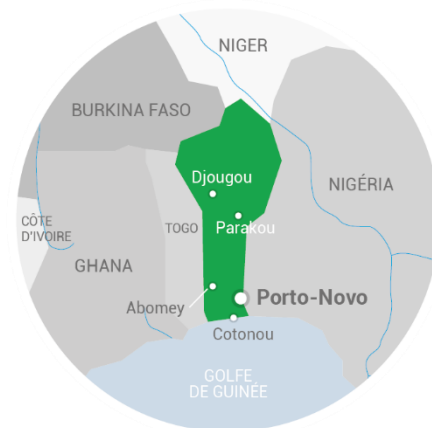 NIGER
BURKINA FASO
Djougou
NIGÉRIA
Parakou
CÔTE
D'IVOIRE
TOGO
GHANA
Abomey
Porto-Novo
Cotonou
GOLFE
DE GUINÉE